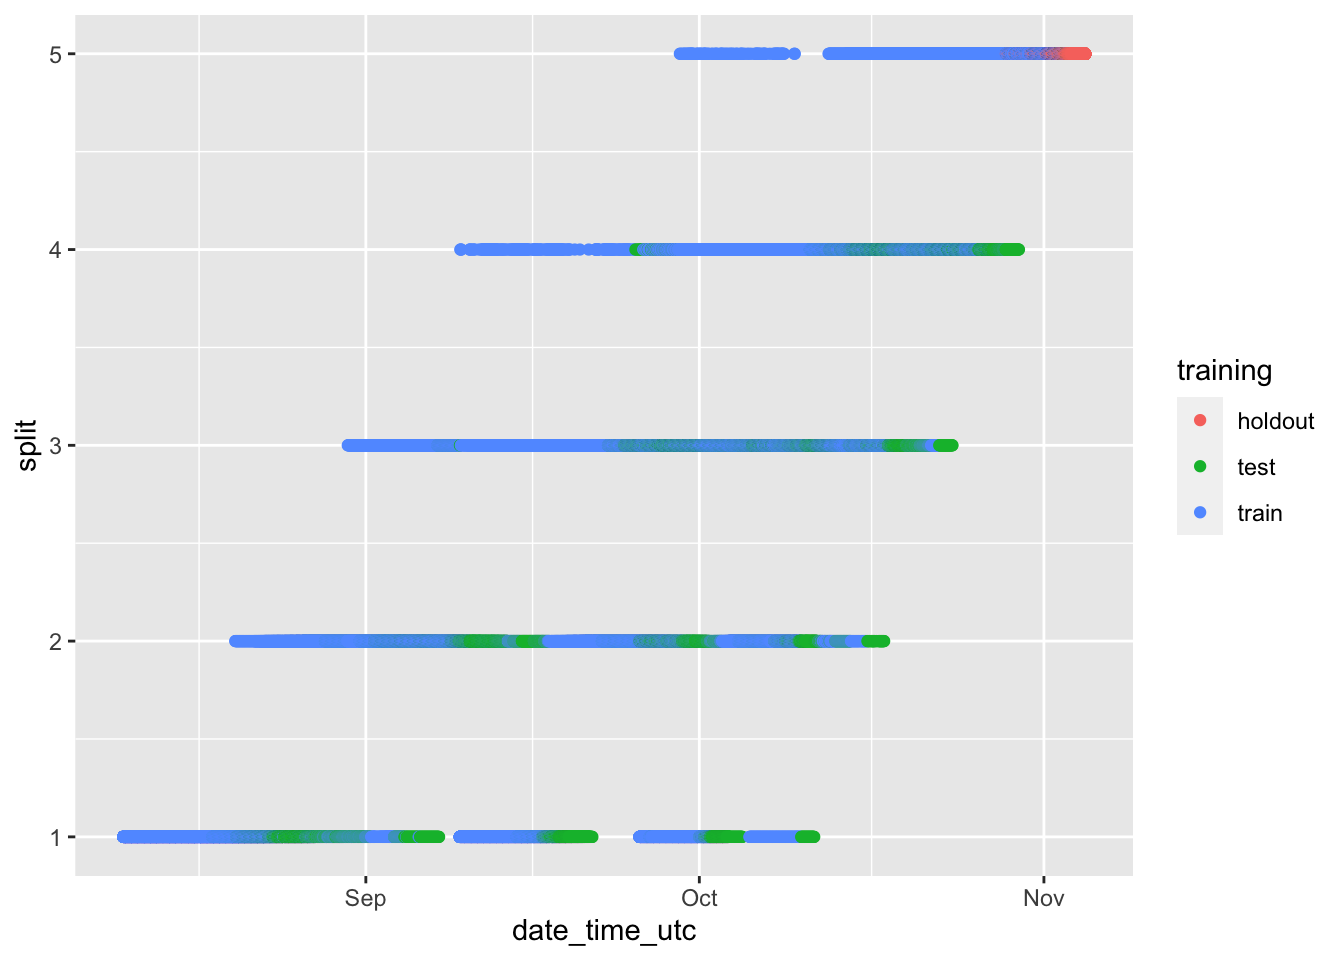 5
4
3
2
1
split
Sep
Oct
Nov
date_time_utc
training
holdout
test
train